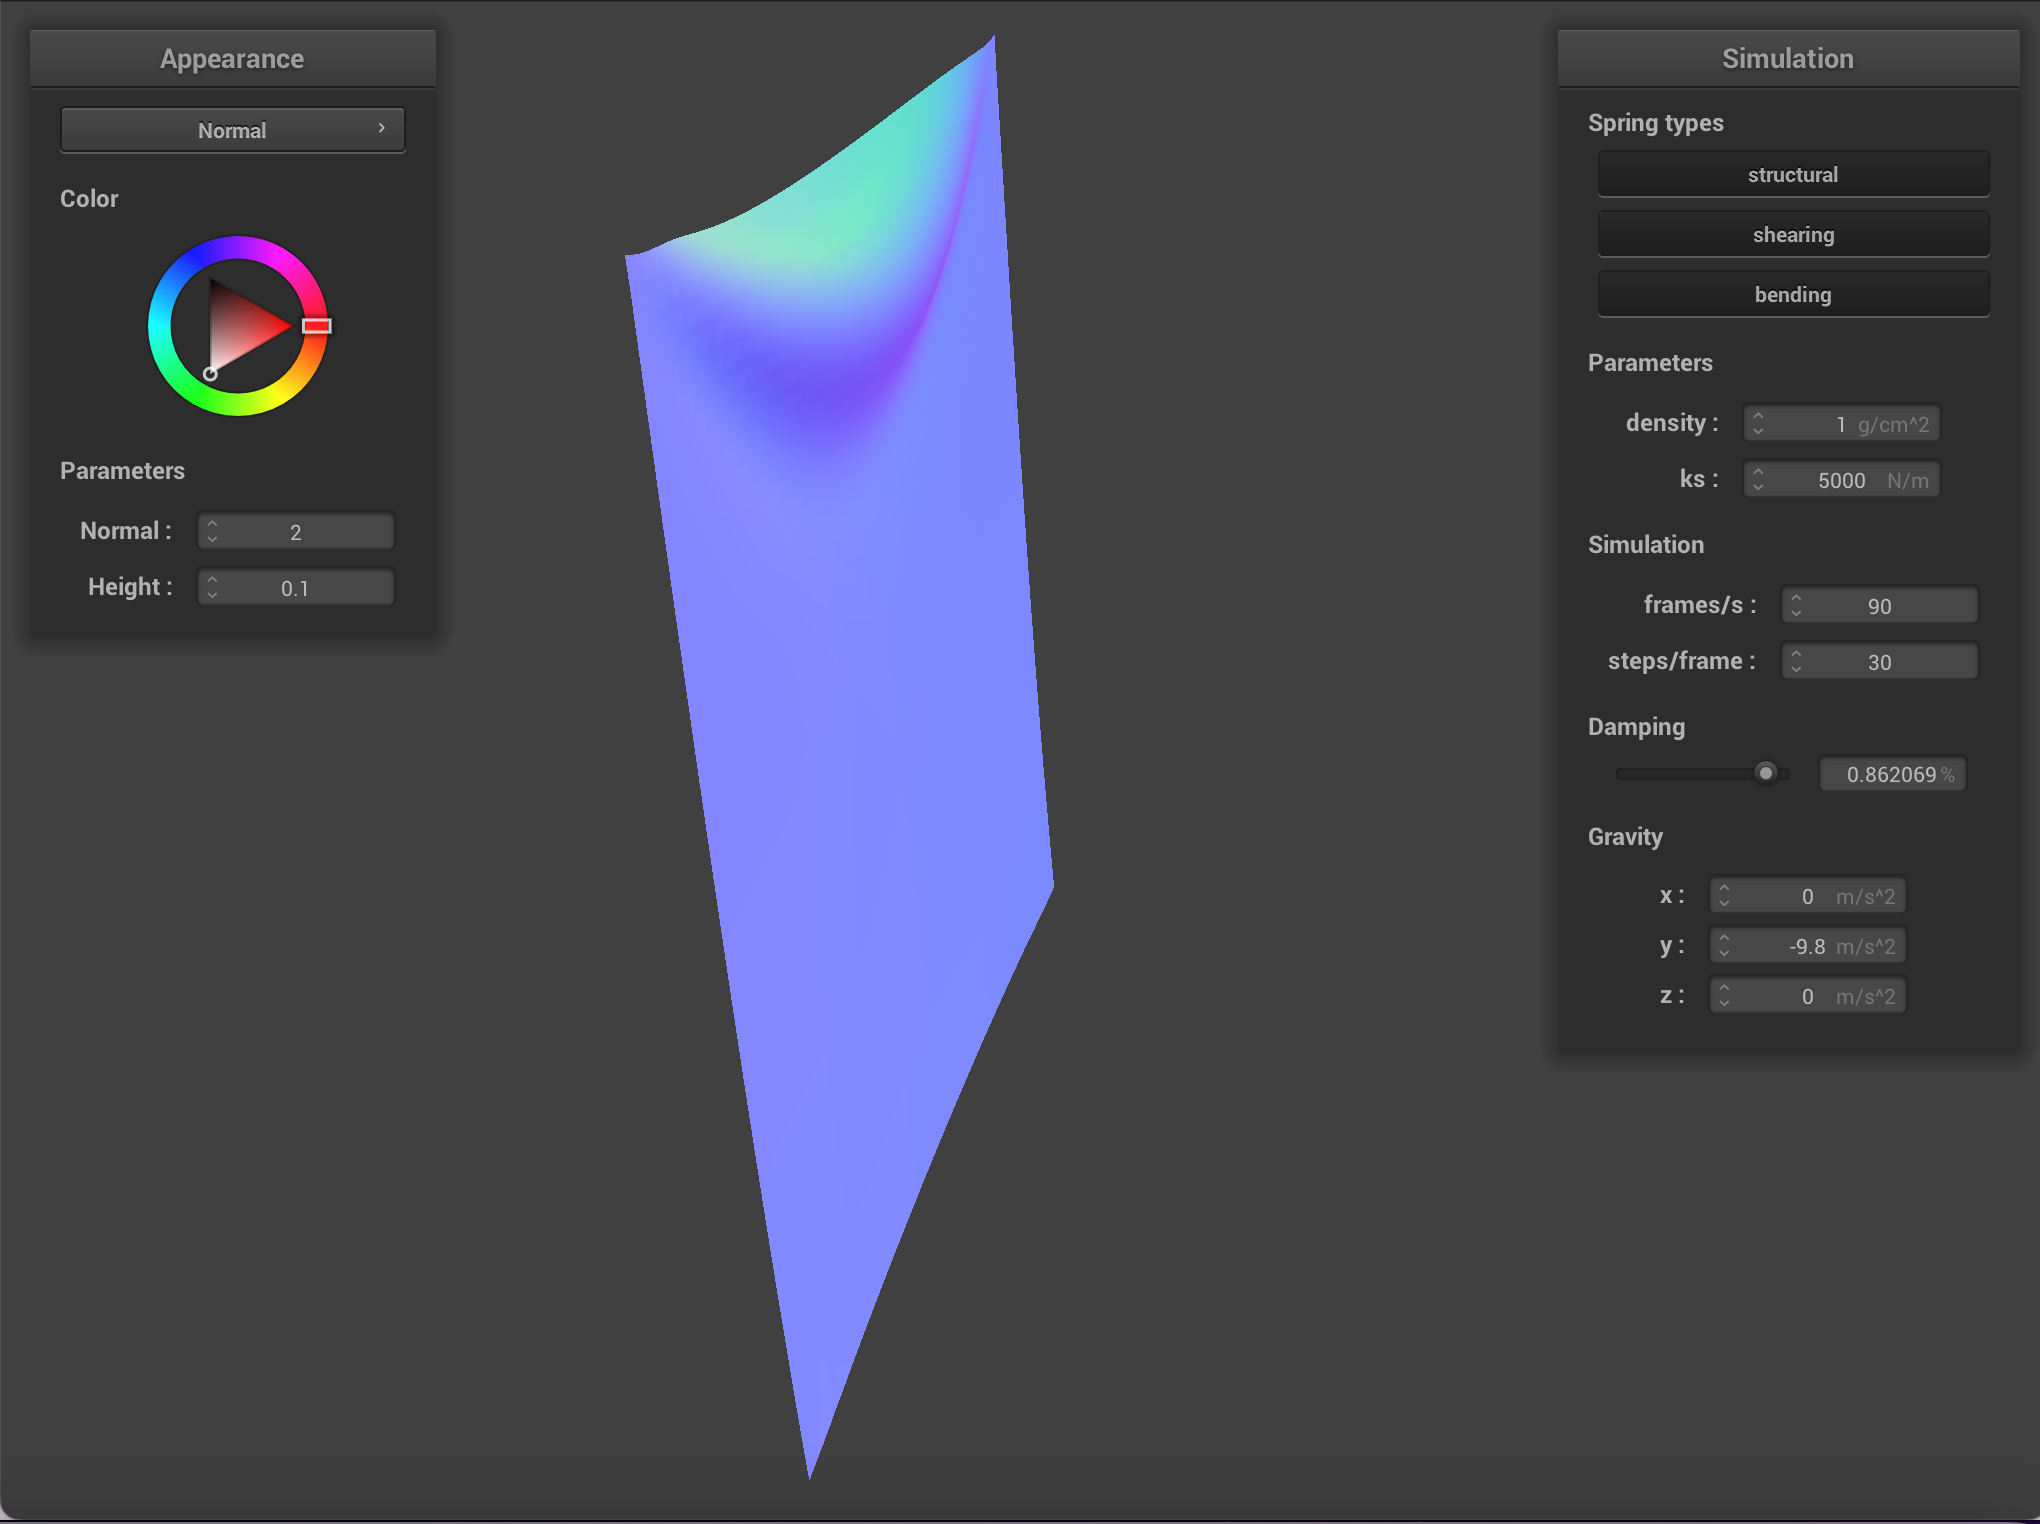 Appearance
Normal
Color
Parameters
Normal :
2
Height :
0.1
Simulation
Spring types
structural
shearing
bending
Parameters
density :
1 g/cm^2
ks :
5000 N/m
Simulation
frames/s :
90
steps/frame :
30
Damping
0.862069 %
Gravity
x :
0 m/s^2
y :
-9.8 m/s^2
z :
0 m/s^2